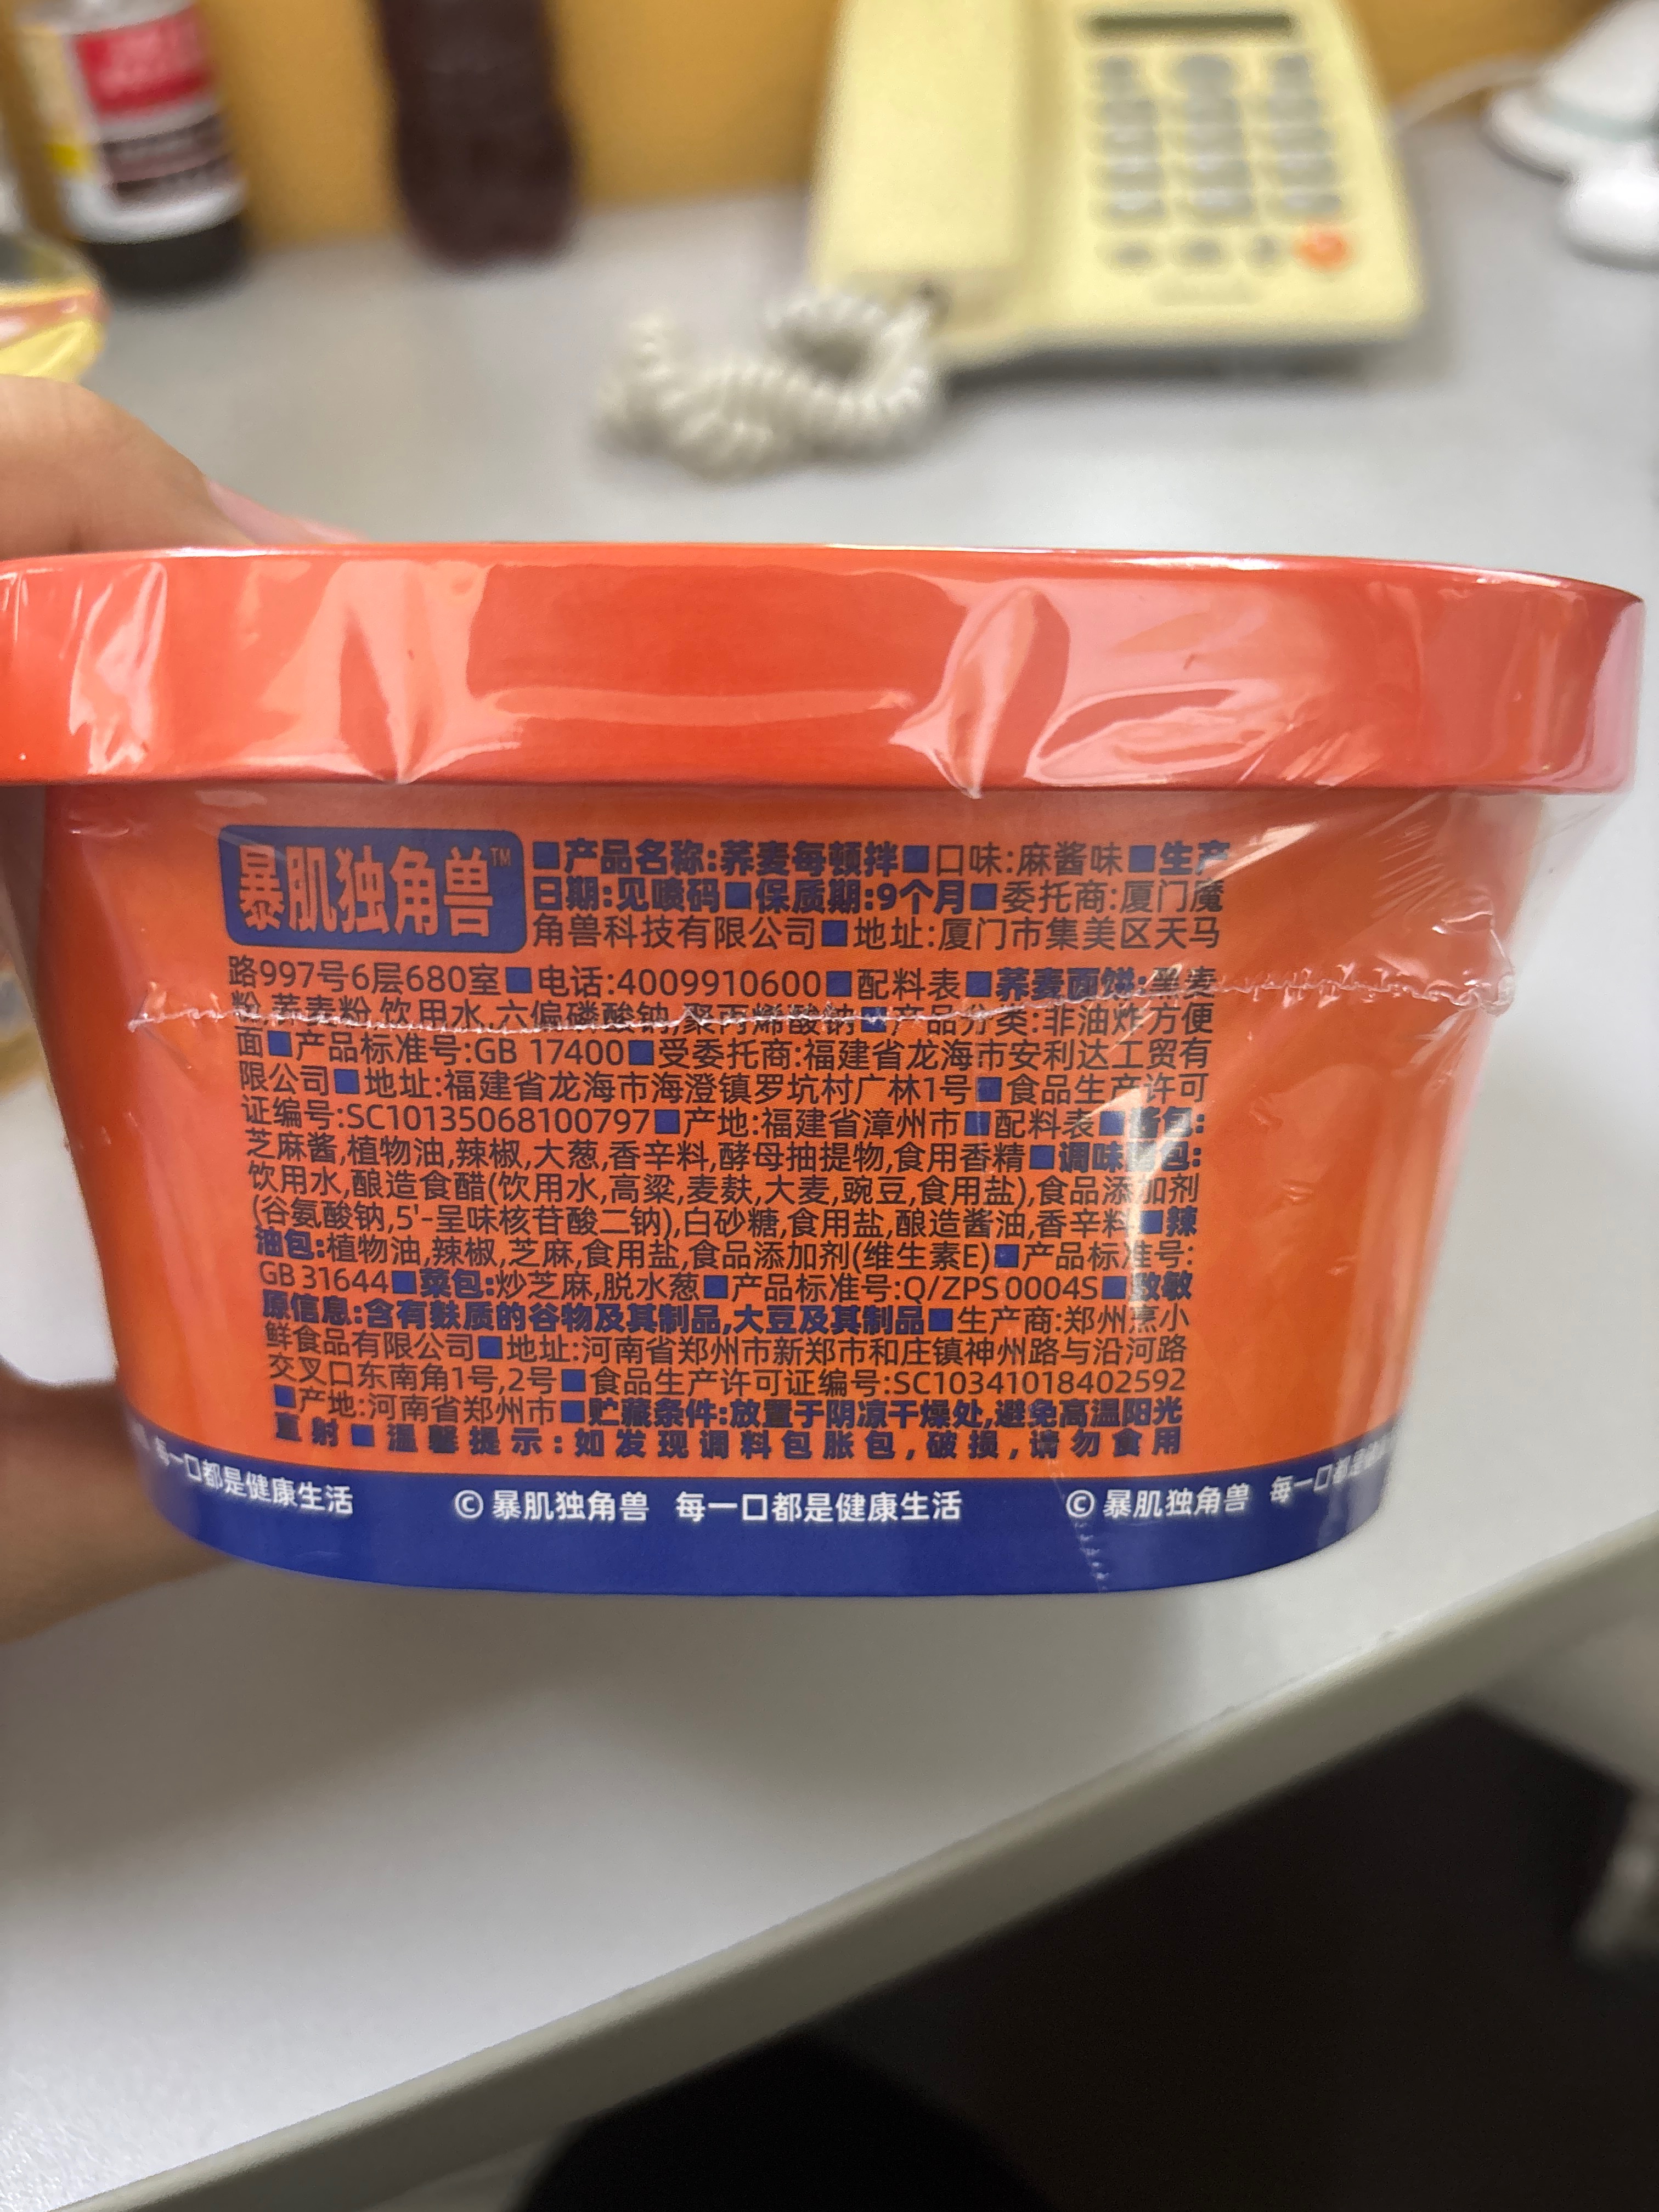 暴肌独角兽™
■产品名称:荞麦每顿拌■口味:麻酱味■生产
日期:见喷码■保质期:9个月■委托商:厦门魔
角兽科技有限公司■地址:厦门市集美区天马
路997号6层680室■电话:4009910600■配料表■荞麦面饼:黑麦
粉,荞麦粉,饮用水,六偏磷酸钠,聚丙烯酸钠■产品分类:非油炸方便
面■产品标准号:GB 17400■受委托商:福建省龙海市安利达工贸有
限公司■地址:福建省龙海市海澄镇罗坑村广林1号■食品生产许可
证编号:SC10135068100797■产地:福建省漳州市■配料表■酱包:
芝麻酱,植物油,辣椒,大葱,香辛料,酵母抽提物,食用香精■调味 包:
饮用水,酿造食醋(饮用水,高粱,麦麸,大麦,豌豆,食用盐),食品添加剂
(谷氨酸钠,5'-呈味核苷酸二钠),白砂糖,食用盐,酿造酱油,香辛料■辣
油包:植物油,辣椒,芝麻,食用盐,食品添加剂(维生素E)■产品标准号:
GB 31644■菜包:炒芝麻,脱水葱■产品标准号:Q/ZPS 0004S■致敏
原信息:含有麸质的谷物及其制品,大豆及其制品■生产商:郑州烹小
鲜食品有限公司■地址:河南省郑州市新郑市和庄镇神州路与沿河路
交叉口东南角1号,2号■食品生产许可证编号:SC10341018402592
■产地:河南省郑州市■贮藏条件:放置于阴凉干燥处,避免高温阳光
直射■温馨提示:如发现调料包胀包,破损,请勿食用
每一口都是健康生活 © 暴肌独角兽 每一口都是健康生活 © 暴肌独角兽 每一口都是